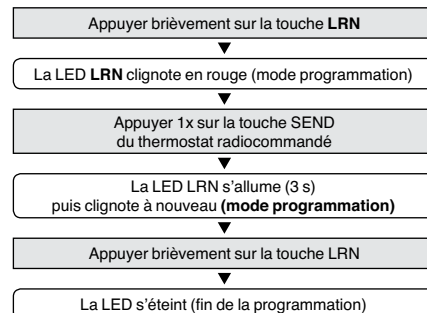 Appuyer brièvement sur la touche LRN
La LED LRN clignote en rouge (mode programmation)
Appuyer 1x sur la touche SEND
du thermostat radiocommandé
La LED LRN s'allume (3 s)
puis clignote à nouveau (mode programmation)
Appuyer brièvement sur la touche LRN
La LED s'éteint (fin de la programmation)